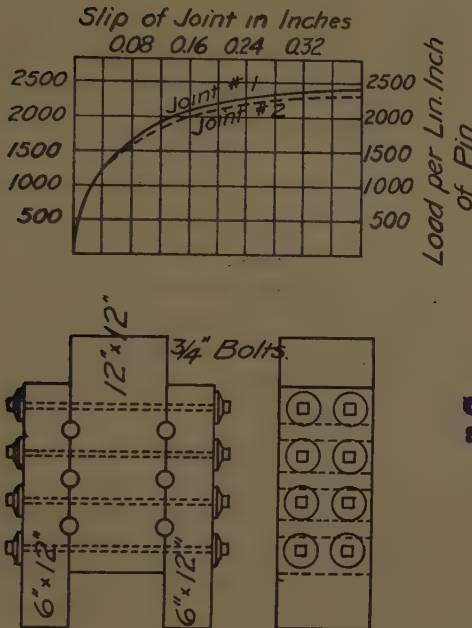 Slip of Joint in Inches
0.08 0.16 0.24 0.32
2500
2000
1500
1000
500
Joint #1
Joint #2
2500
2000
1500
1000
500
Load per Lin. Inch
of Pin
12"x12"
3/4" Bolts.
6"x12"
6"x12"